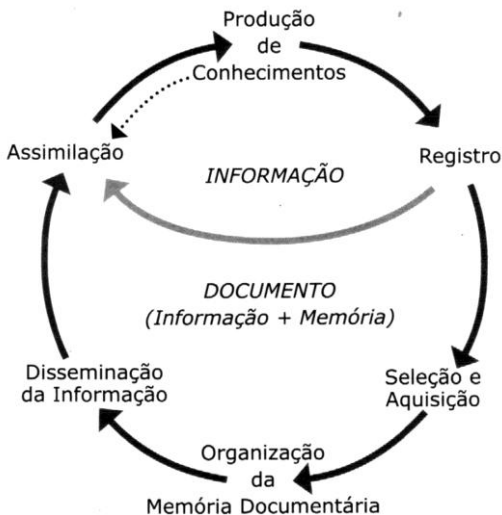 Produção
de
Conhecimentos
Assimilação
Registro
INFORMAÇÃO
DOCUMENTO
(Informação + Memória)
Disseminação
da Informação
Seleção e
Aquisição
Organização
da
Memória Documentária